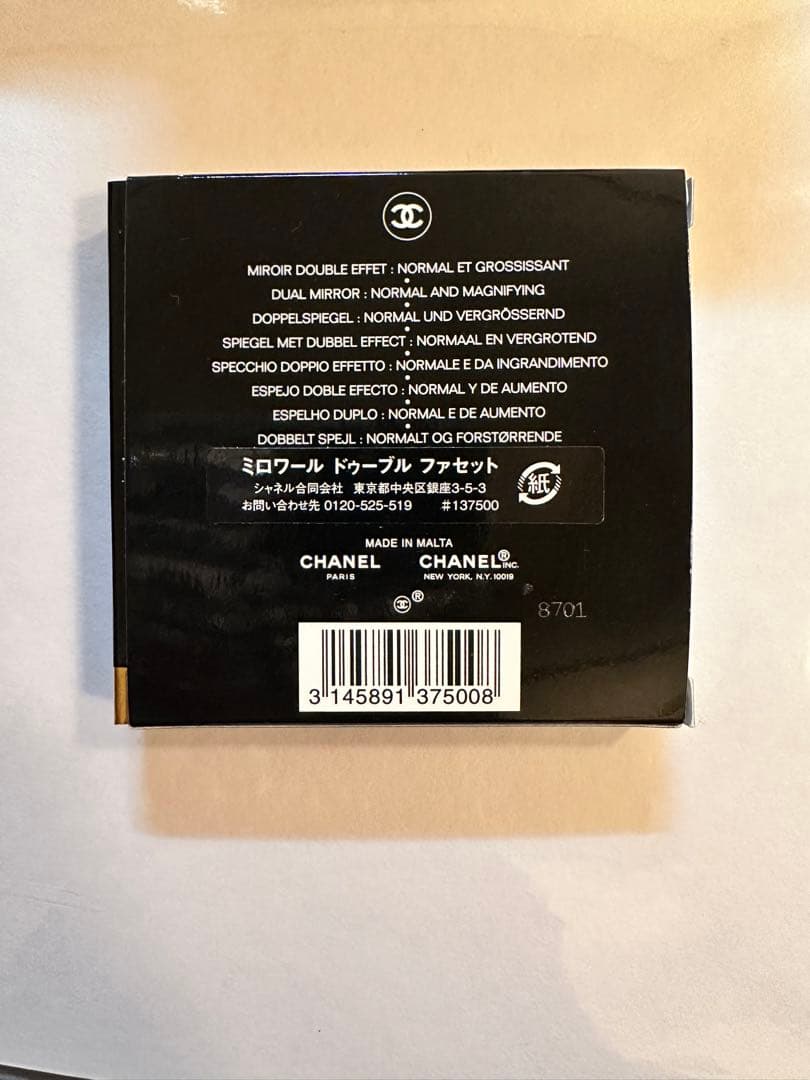 MIROIR DOUBLE EFFET : NORMAL ET GROSSISSANT
DUAL MIRROR : NORMAL AND MAGNIFYING
DOPPELSPIEGEL : NORMAL UND VERGRÖSSERND
SPIEGEL MET DUBBEL EFFECT : NORMAAL EN VERGROTEND
SPECCHIO DOPPIO EFFETTO : NORMALE E DA INGRANDIMENTO
ESPEJO DOBLE EFECTO : NORMAL Y DE AUMENTO
ESPELHO DUPLO : NORMAL E DE AUMENTO
DOBBELT SPEJL : NORMALT OG FORSTØRRENDE
ミロワール ドゥーブル ファセット
シャネル合同会社 東京都中央区銀座3-5-3
お問い合わせ先 0120-525-519 #137500
紙
MADE IN MALTA
CHANEL
PARIS
CHANEL® INC.
NEW YORK, N.Y. 10019
®
8701
3 145891 375008